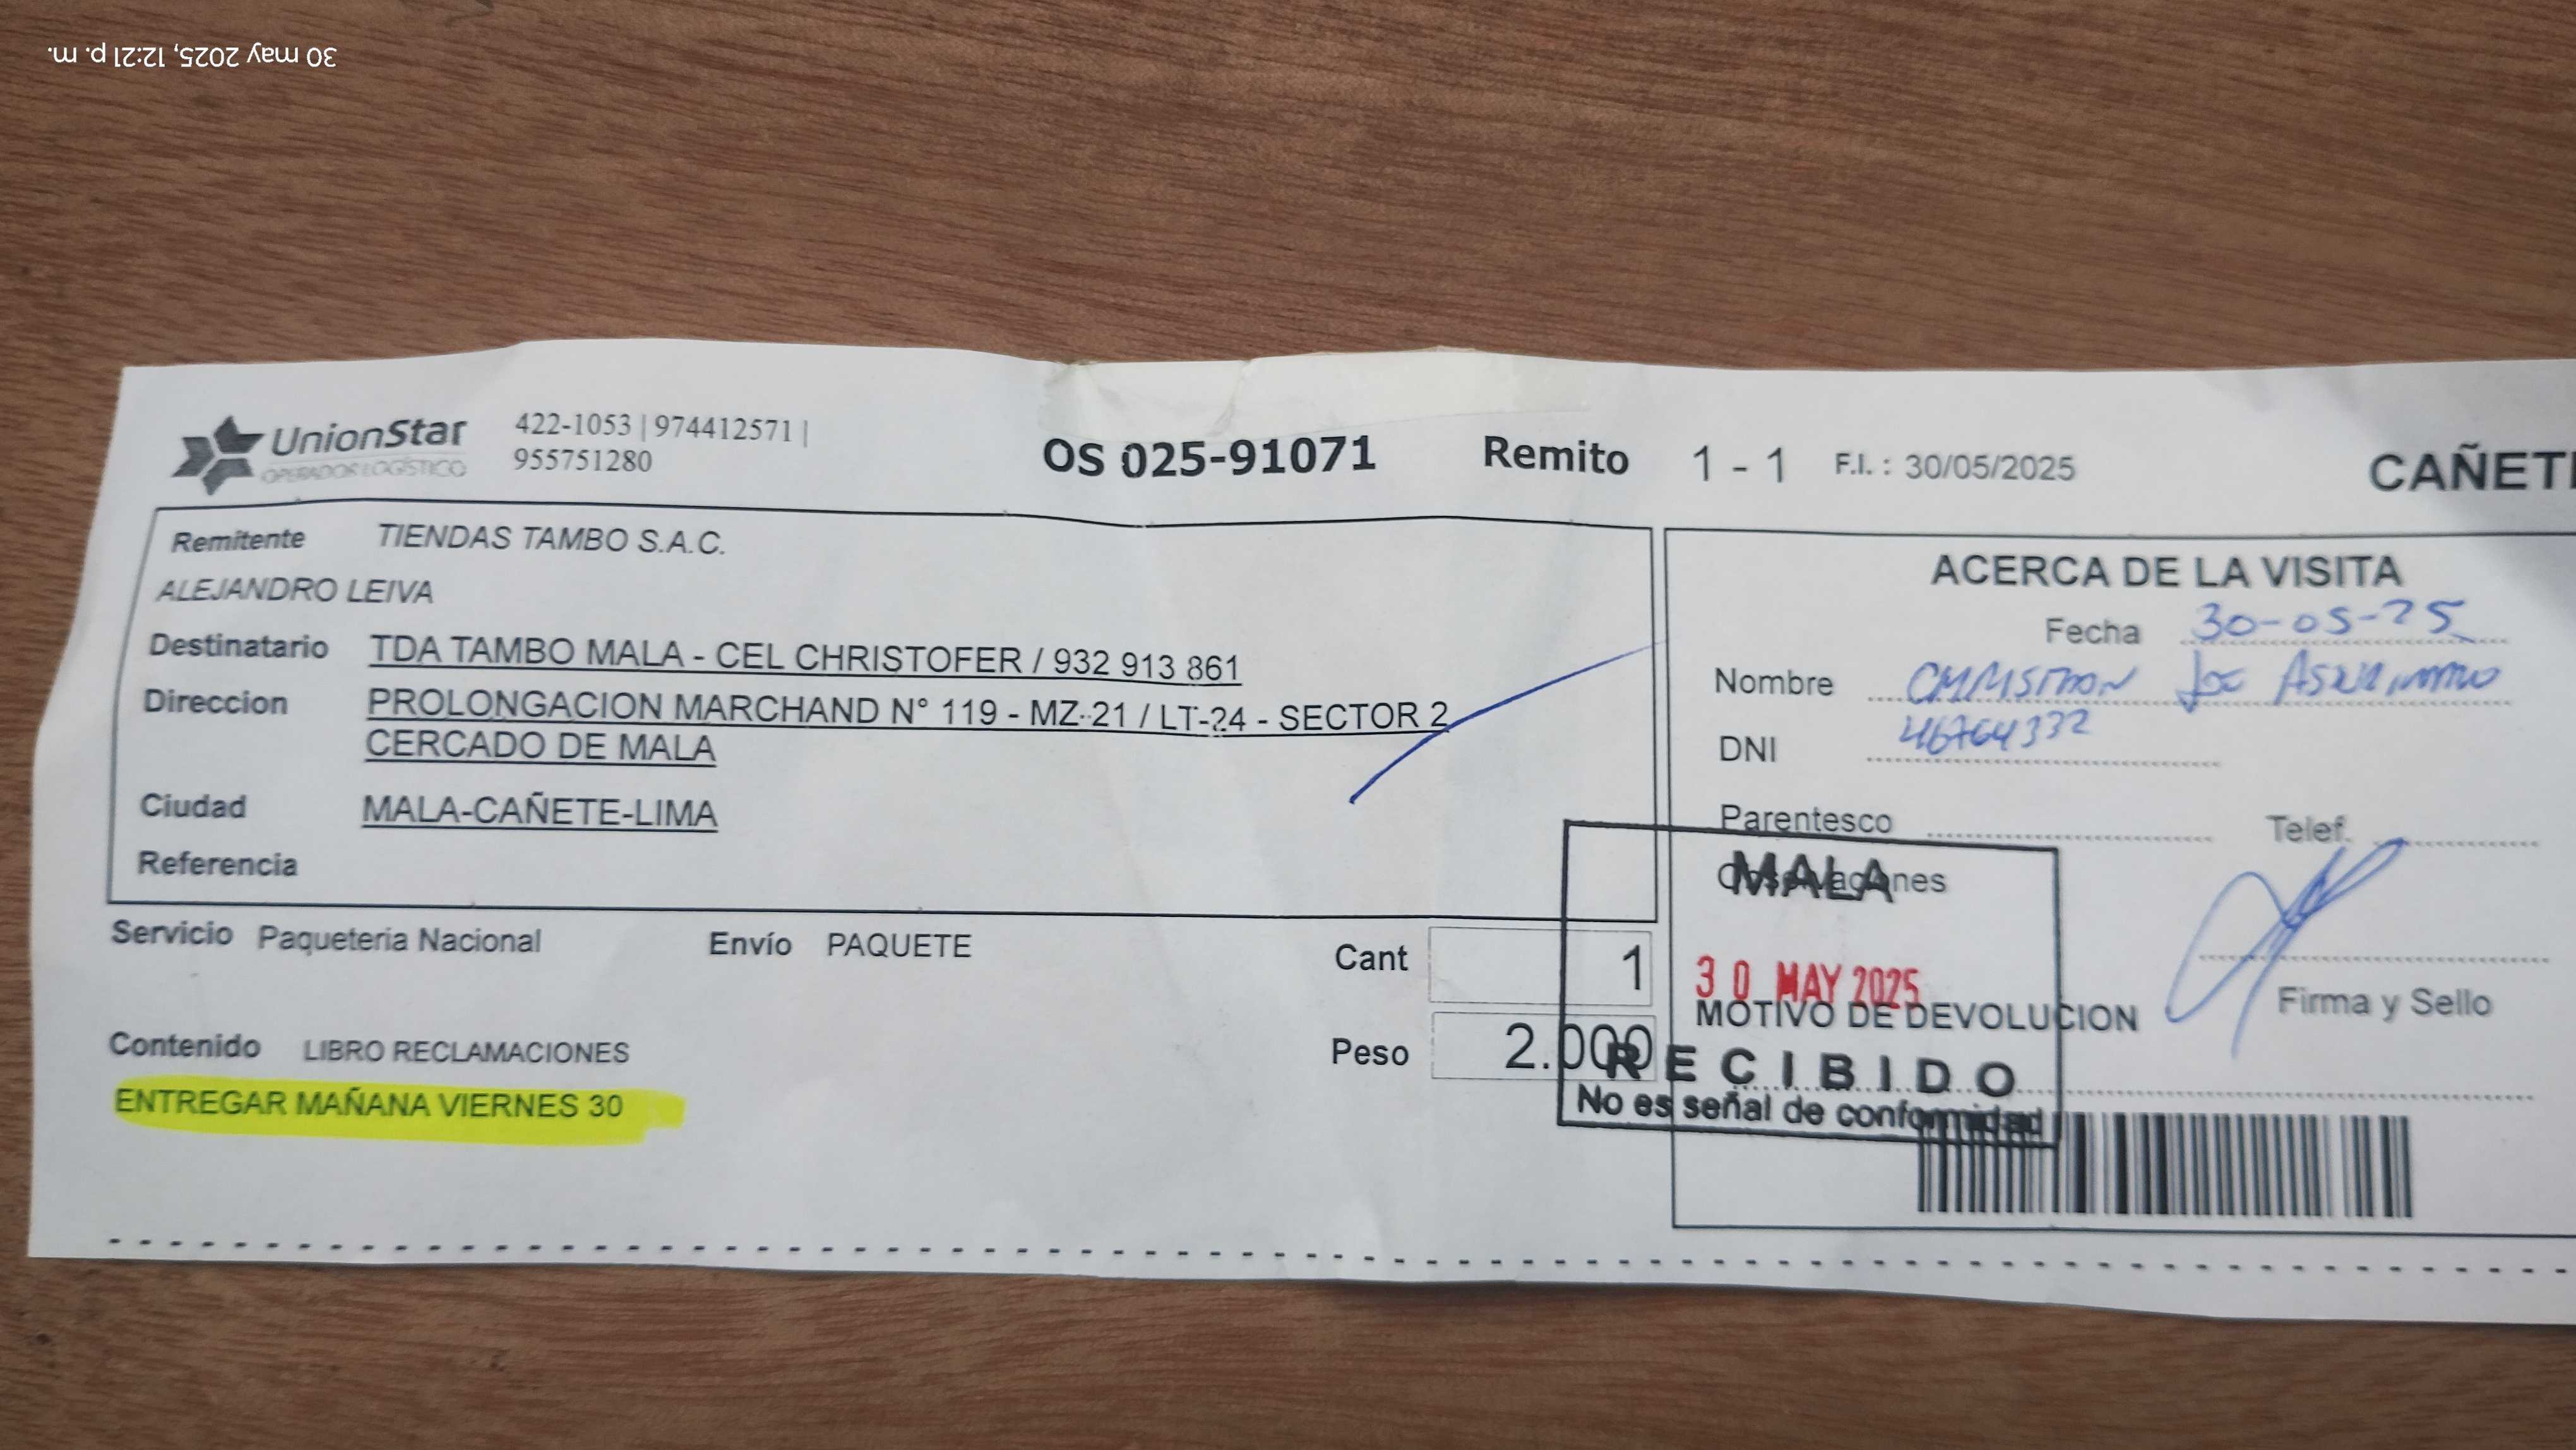 30 may 2025, 12:21 p. m.
UnionStar
OPERADOR LOGÍSTICO
422-1053 | 974412571 |
955751280
OS 025-91071
Remito 1 - 1
F.I. : 30/05/2025
CAÑETE
Remitente TIENDAS TAMBO S.A.C.
ALEJANDRO LEIVA
Destinatario TDA TAMBO MALA - CEL CHRISTOFER / 932 913 861
Direccion PROLONGACION MARCHAND N° 119 - MZ-21 / LT-24 - SECTOR 2
CERCADO DE MALA
Ciudad MALA-CAÑETE-LIMA
Referencia
Servicio Paqueteria Nacional Envío PAQUETE
Cant 1
Peso 2.000
Contenido LIBRO RECLAMACIONES
ENTREGAR MAÑANA VIERNES 30
ACERCA DE LA VISITA
Fecha 30-05-25
Nombre
DNI 46764332
Parentesco Telef.
Observaciones
MOTIVO DE DEVOLUCION
Firma y Sello
MALA
30 MAY 2025
RECIBIDO
No es señal de conformidad